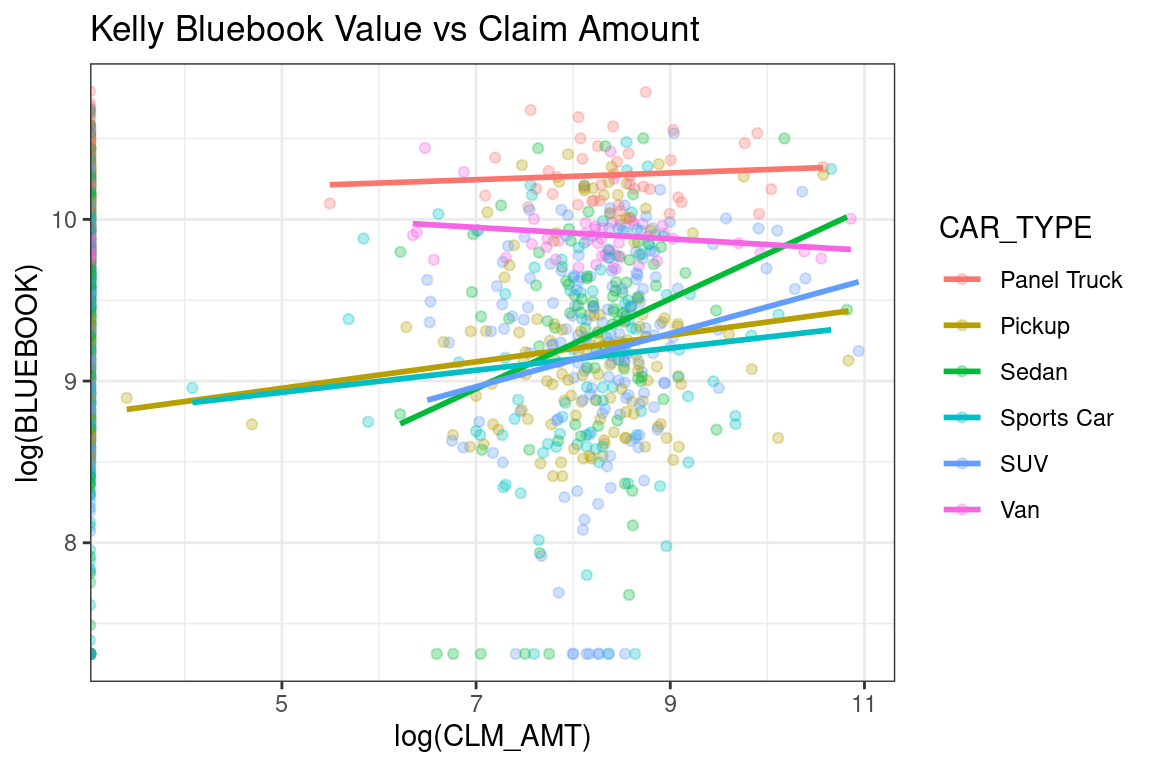 Kelly Bluebook Value vs Claim Amount
log(BLUEBOOK)
10
9
8
5 7 9 11
log(CLM_AMT)
CAR_TYPE
Panel Truck
Pickup
Sedan
Sports Car
SUV
Van